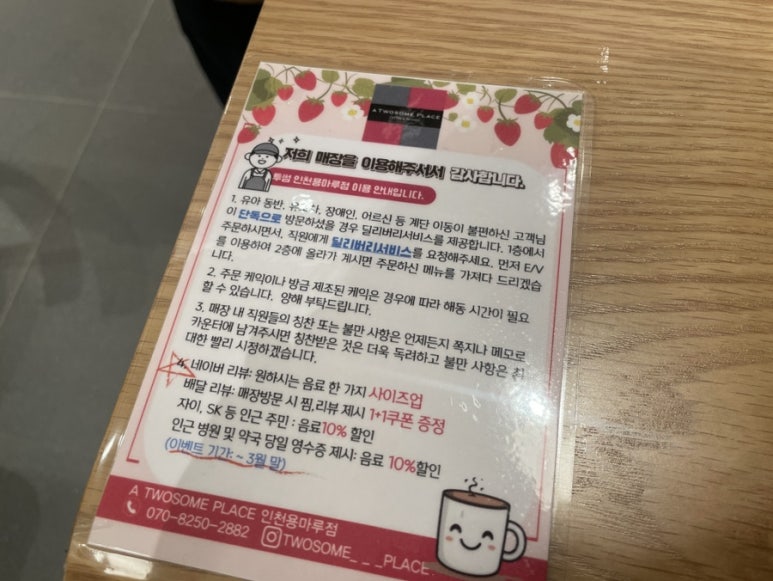 A TWOSOME PLACE
저희 매장을 이용해주셔서 감사합니다.
투썸 인천용마루점 이용 안내입니다.
1. 유아 동반, 장애인, 어르신 등 계단 이동이 불편하신 고객님
이 단독으로 방문하셨을 경우 딜리버리서비스를 제공합니다. 1층에서
주문하시면서, 직원에게 딜리버리서비스를 요청해주세요. 먼저 E/V
를 이용하여 2층에 올라가 계시면 주문하신 메뉴를 가져다 드리겠습
니다.
2. 주문 케익이나 방금 제조된 케익은 경우에 따라 해동 시간이 필요
할 수 있습니다. 양해 부탁드립니다.
3. 매장 내 직원들의 칭찬 또는 불만 사항은 언제든지 쪽지나 메모로
카운터에 남겨주시면 칭찬받은 것은 더욱 독려하고 불만 사항은 최
대한 빨리 시정하겠습니다.
4. 네이버 리뷰: 원하시는 음료 한 가지 사이즈업
배달 리뷰: 매장방문 시 찜,리뷰 제시 1+1쿠폰 증정
자이, SK 등 인근 주민 : 음료10% 할인
인근 병원 및 약국 당일 영수증 제시: 음료 10%할인
(이벤트 기간: ~ 3월 말)
A TWOSOME PLACE 인천용마루점
070-8250-2882 TWOSOME_ _ _PLACE.